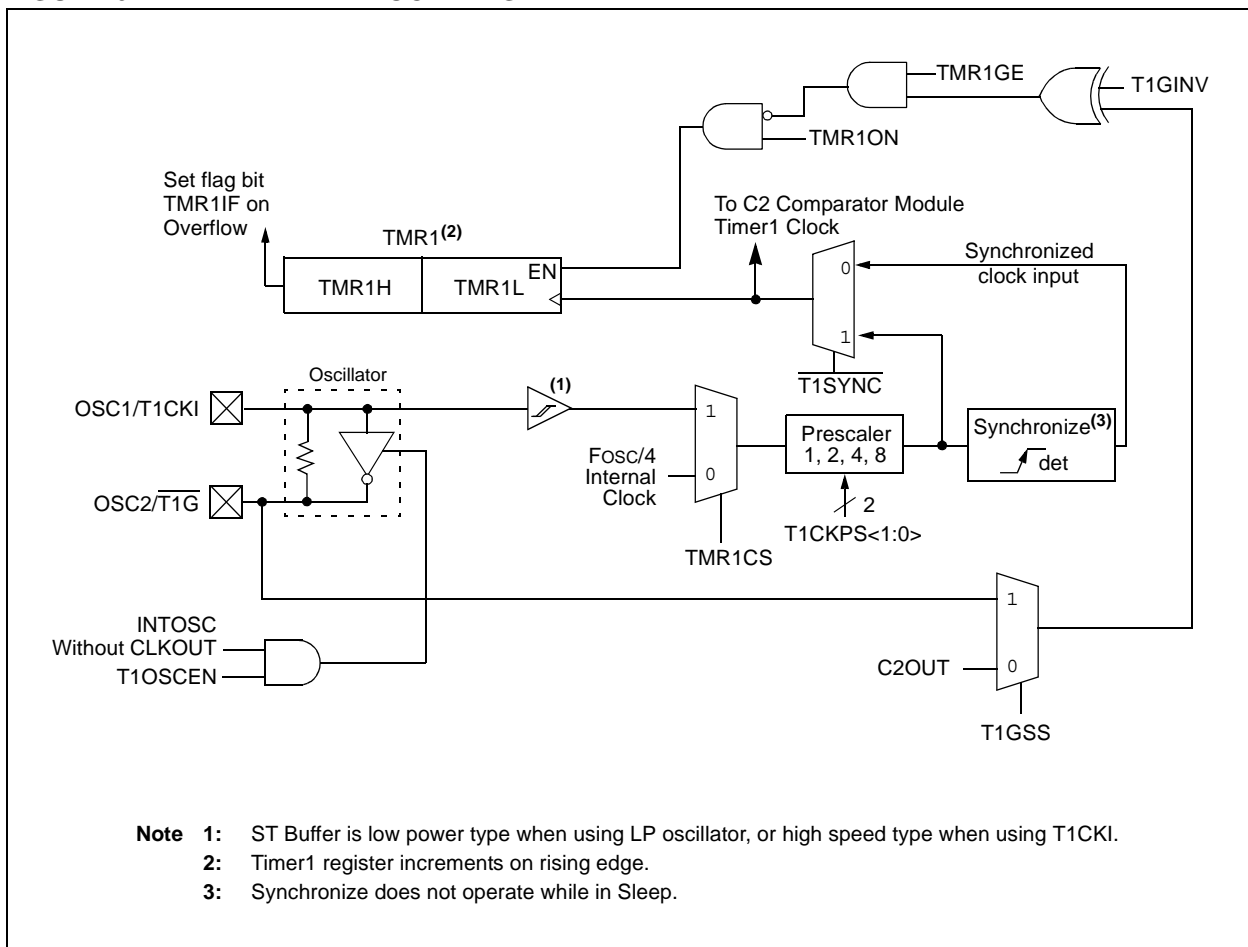 TMR1GE
T1GINV
TMR1ON
Set flag bit
TMR1IF on
Overflow
To C2 Comparator Module
Timer1 Clock
TMR1(2)
EN
TMR1H
TMR1L
0
Synchronized
clock input
1
T1SYNC
Oscillator
(1)
OSC1/T1CKI
1
FOSC/4
Internal
Clock
0
Prescaler
1, 2, 4, 8
Synchronize(3)
det
OSC2/T1G
2
T1CKPS<1:0>
TMR1CS
INTOSC
Without CLKOUT
T1OSCEN
1
C2OUT
0
T1GSS
Note 1: ST Buffer is low power type when using LP oscillator, or high speed type when using T1CKI.
2: Timer1 register increments on rising edge.
3: Synchronize does not operate while in Sleep.